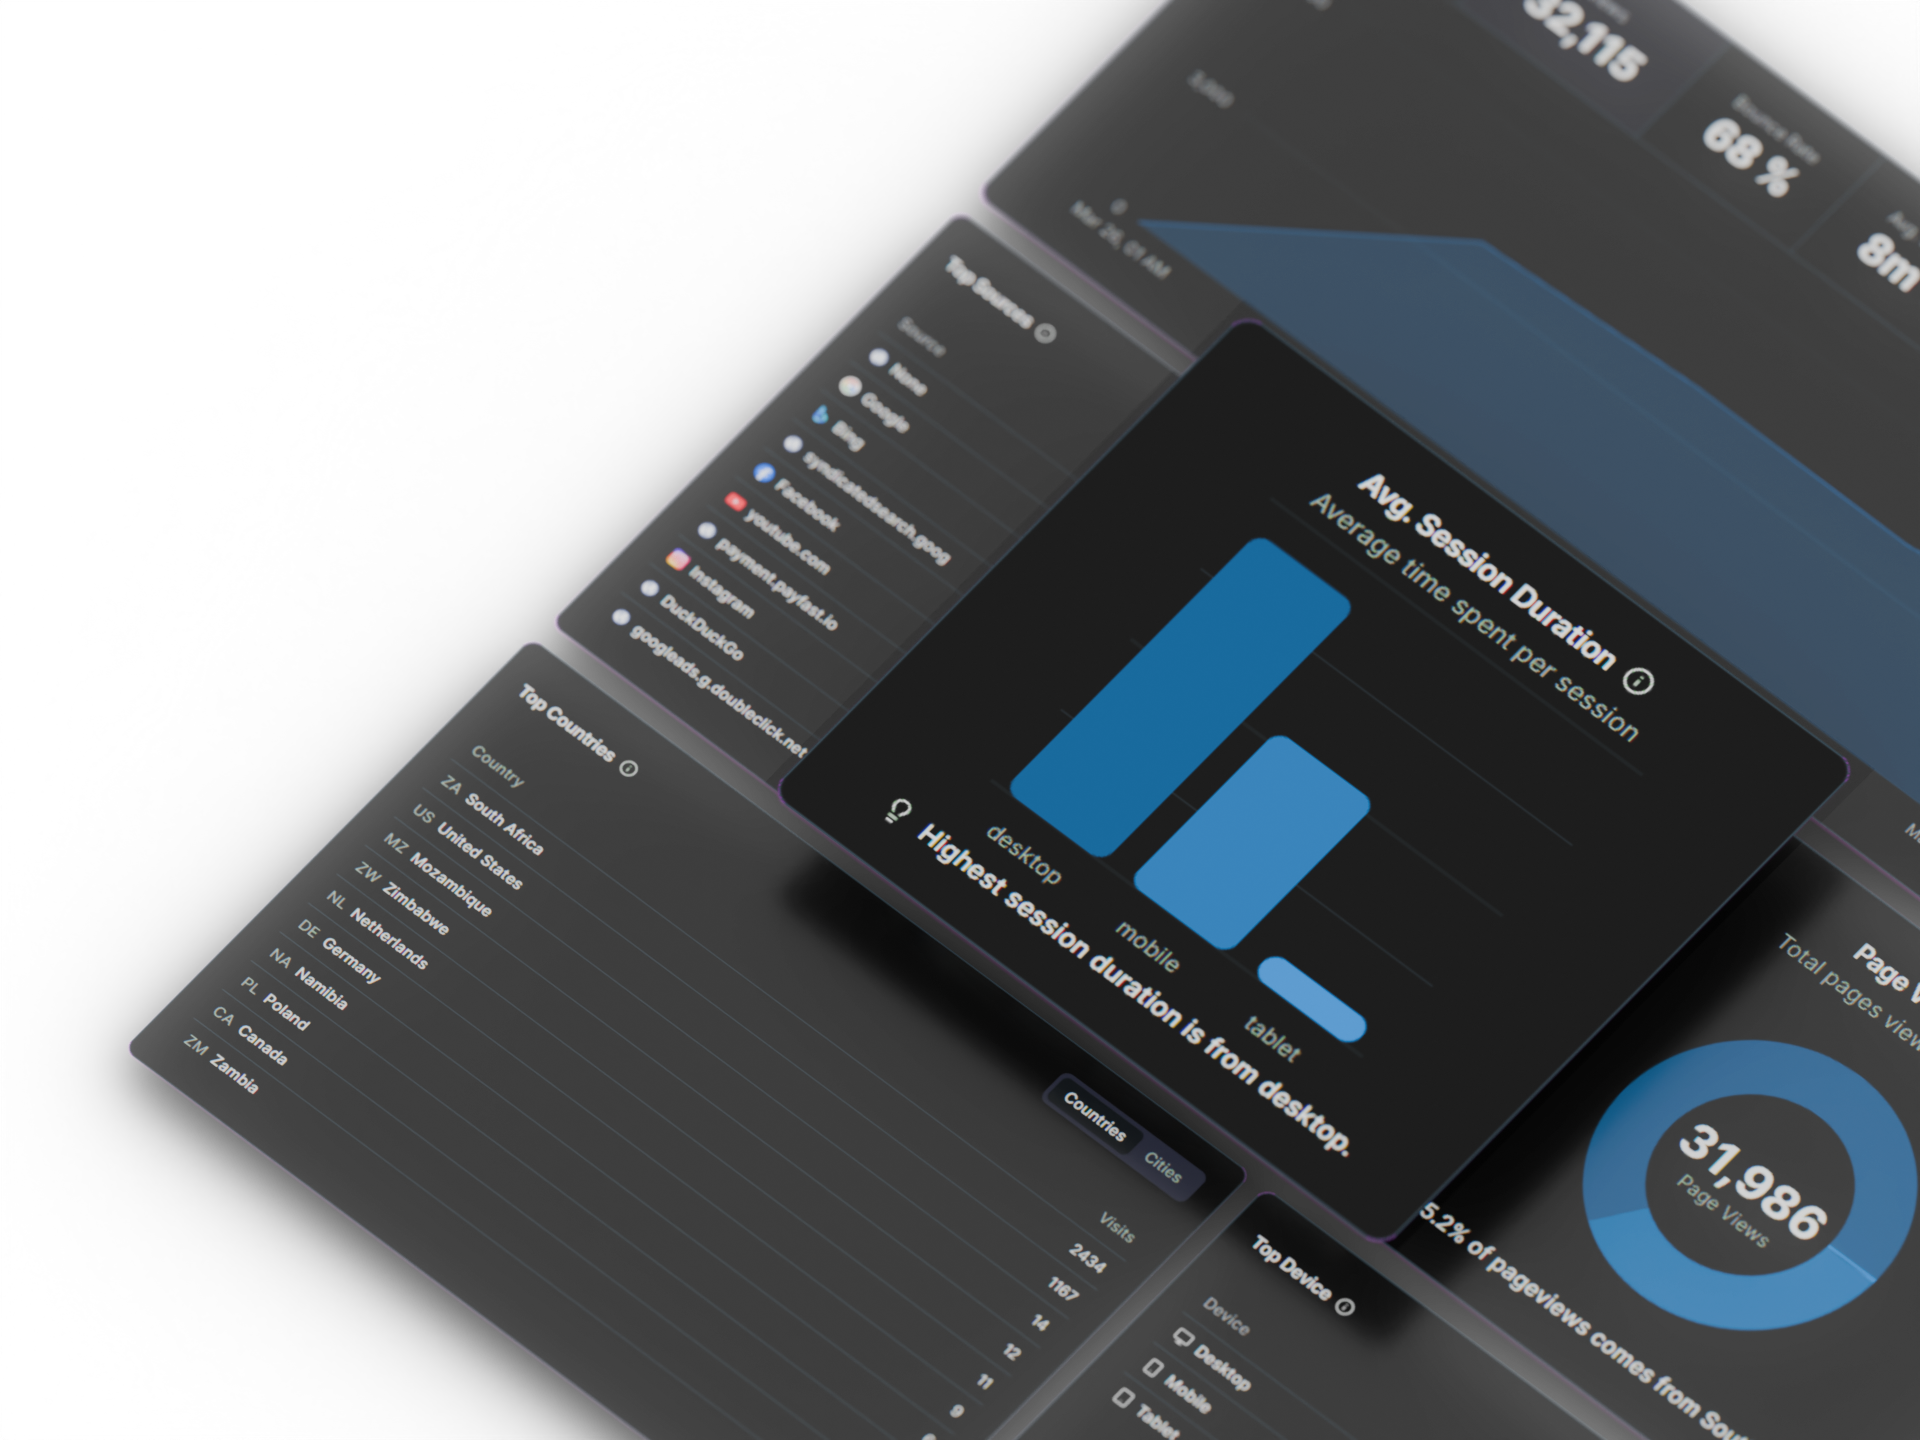 32,115
Bounce Rate
68 %
Avg.
8m
3,000
0
Mar 26, 01 AM
Top Sources
Source
None
Google
Bing
syndicatedsearch.goog
Facebook
youtube.com
payment.payfast.io
Instagram
DuckDuckGo
googleads.g.doubleclick.net
Avg. Session Duration
Average time spent per session
desktop
mobile
tablet
Highest session duration is from desktop.
Top Countries
Country
Countries
Cities
Visits
ZA South Africa 2434
US United States 1167
MZ Mozambique 14
ZW Zimbabwe 12
NL Netherlands 11
DE Germany 9
NA Namibia
PL Poland
CA Canada
ZM Zambia
Page
Total pages
31,986
Page Views
5.2% of pageviews comes from
Top Device
Device
Desktop
Mobile
Tablet